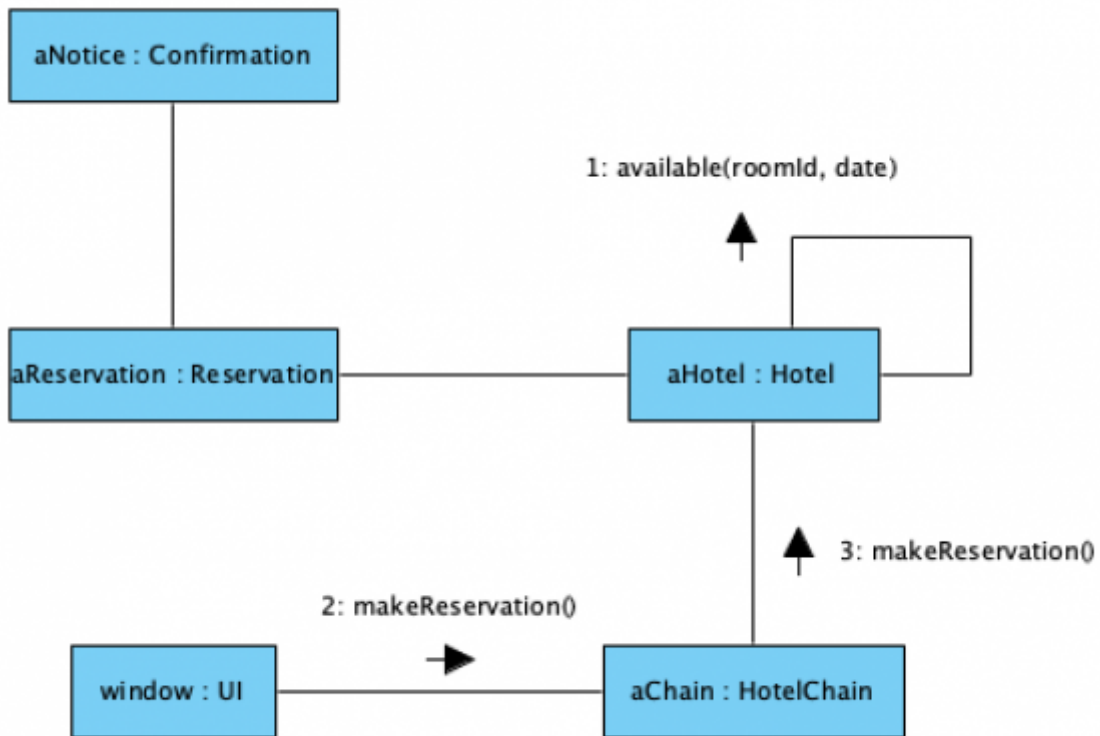 aNotice : Confirmation
1: available(roomId, date)
aReservation : Reservation
aHotel : Hotel
3: makeReservation()
2: makeReservation()
window : UI
aChain : HotelChain